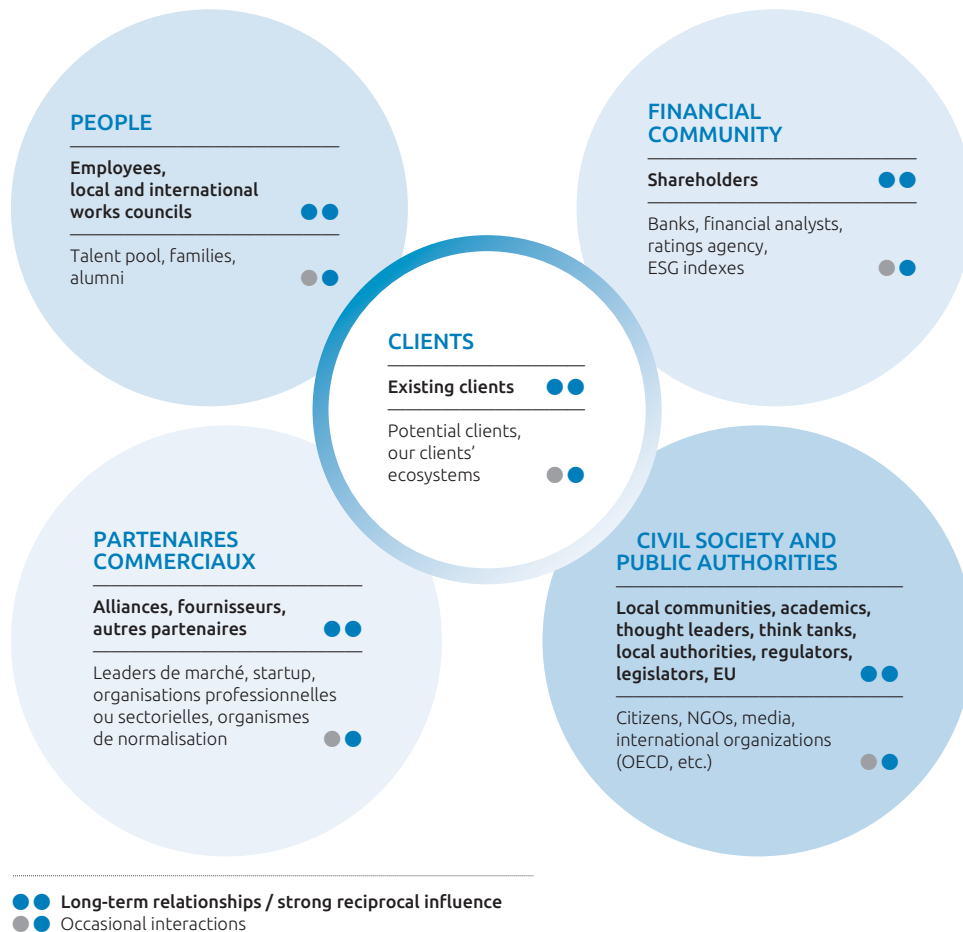 PEOPLE
Employees,
local and international
works councils
Talent pool, families,
alumni
FINANCIAL
COMMUNITY
Shareholders
Banks, financial analysts,
ratings agency,
ESG indexes
CLIENTS
Existing clients
Potential clients,
our clients’
ecosystems
PARTENAIRES
COMMERCIAUX
Alliances, fournisseurs,
autres partenaires
Leaders de marché, startup,
organisations professionnelles
ou sectorielles, organismes
de normalisation
CIVIL SOCIETY AND
PUBLIC AUTHORITIES
Local communities, academics,
thought leaders, think tanks,
local authorities, regulators,
legislators, EU
Citizens, NGOs, media,
international organizations
(OECD, etc.)
Long-term relationships / strong reciprocal influence
Occasional interactions